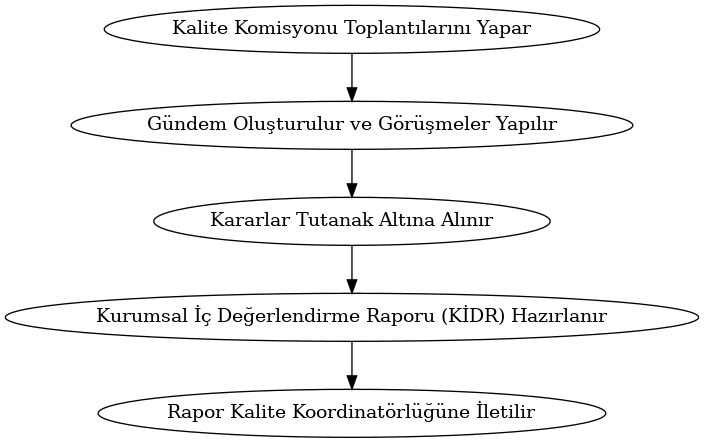 Kalite Komisyonu Toplantılarını Yapar
Gündem Oluşturulur ve Görüşmeler Yapılır
Kararlar Tutanak Altına Alınır
Kurumsal İç Değerlendirme Raporu (KİDR) Hazırlanır
Rapor Kalite Koordinatörlüğüne İletilir